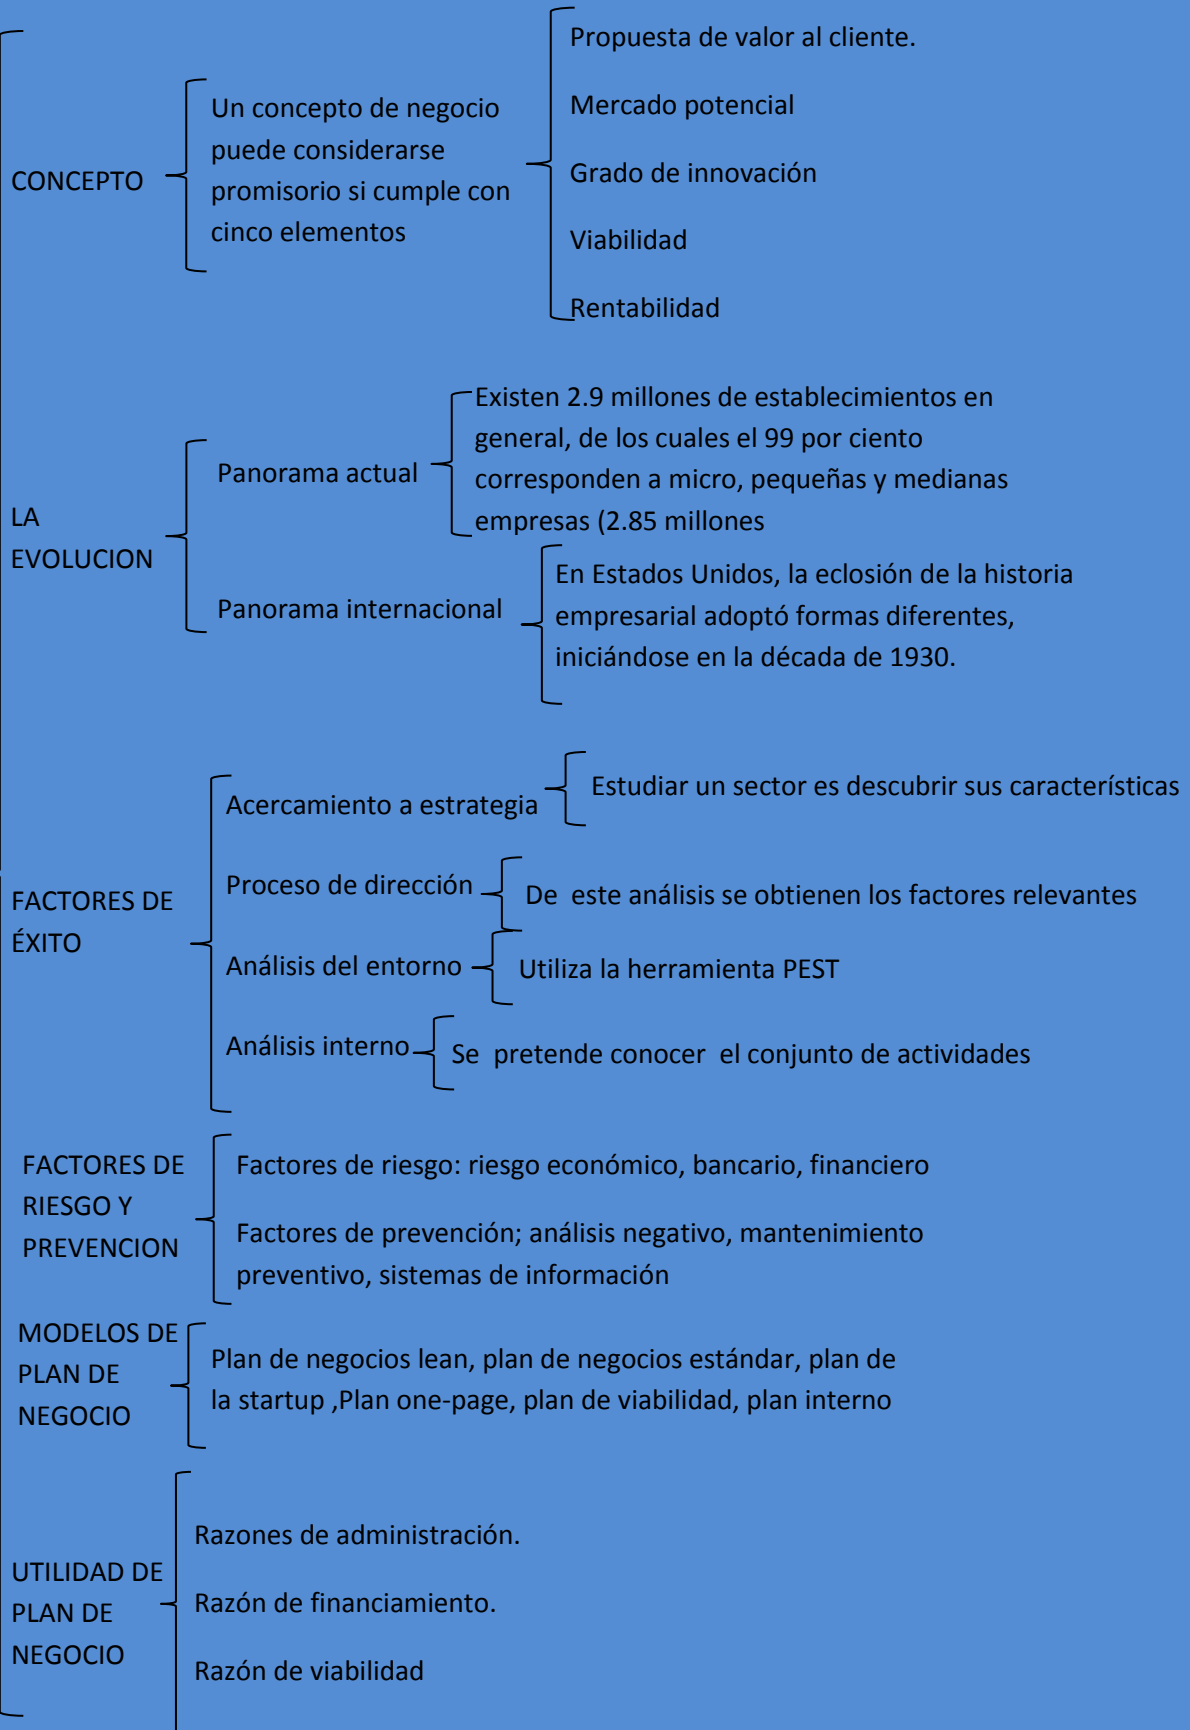 CONCEPTO
Un concepto de negocio
puede considerarse
promisorio si cumple con
cinco elementos
Propuesta de valor al cliente.
Mercado potencial
Grado de innovación
Viabilidad
Rentabilidad
LA
EVOLUCION
Panorama actual
Existen 2.9 millones de establecimientos en
general, de los cuales el 99 por ciento
corresponden a micro, pequeñas y medianas
empresas (2.85 millones
Panorama internacional
En Estados Unidos, la eclosión de la historia
empresarial adoptó formas diferentes,
iniciándose en la década de 1930.
FACTORES DE
ÉXITO
Acercamiento a estrategia
Estudiar un sector es descubrir sus características
Proceso de dirección
De este análisis se obtienen los factores relevantes
Análisis del entorno
Utiliza la herramienta PEST
Análisis interno
Se pretende conocer el conjunto de actividades
FACTORES DE
RIESGO Y
PREVENCION
Factores de riesgo: riesgo económico, bancario, financiero
Factores de prevención; análisis negativo, mantenimiento
preventivo, sistemas de información
MODELOS DE
PLAN DE
NEGOCIO
Plan de negocios lean, plan de negocios estándar, plan de
la startup ,Plan one-page, plan de viabilidad, plan interno
UTILIDAD DE
PLAN DE
NEGOCIO
Razones de administración.
Razón de financiamiento.
Razón de viabilidad